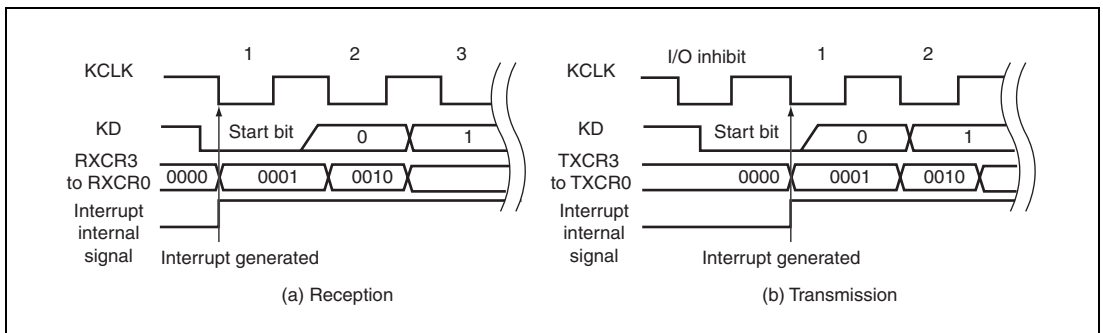 1 2 3
KCLK
KD
Start bit
0 1
RXCR3
to RXCR0
0000 0001 0010
Interrupt
internal
signal
Interrupt generated
(a) Reception
I/O inhibit 1 2
KCLK
KD
Start bit
0 1
TXCR3
to TXCR0
0000 0001 0010
Interrupt
internal
signal
Interrupt generated
(b) Transmission